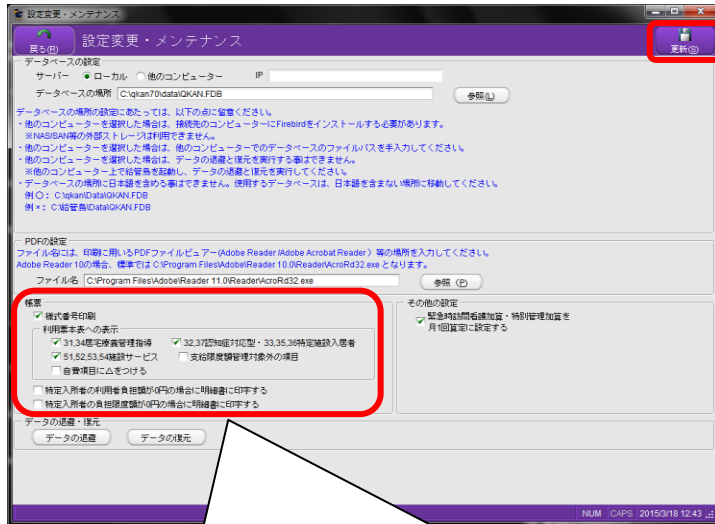 設定変更・メンテナンス
戻る(R)
設定変更・メンテナンス
更新(S)
データベースの設定
サーバー ローカル 他のコンピューター IP
データベースの場所 C:\qkan70\data\QKAN.FDB 参照(L)
データベースの場所の設定にあたっては、以下の点に留意ください。
・他のコンピューターを選択した場合は、接続先のコンピューターにFirebirdをインストールする必要があります。
※NAS/SAN等の外部ストレージは利用できません。
・他のコンピューターを選択した場合は、他のコンピューターでのデータベースのファイルパスを手入力してください。
・他のコンピューターを選択した場合は、データの退避と復元を実行する事はできません。
※他のコンピューター上で給管鳥を起動し、データの退避と復元を実行してください。
・データベースの場所に日本語を含める事はできません。使用するデータベースは、日本語を含まない場所に移動してください。
例○: C:\qkan\Data\QKAN.FDB
例×: C:\給管鳥\Data\QKAN.FDB
PDFの設定
ファイル名には、印刷に用いるPDFファイルビュアー(Adobe Reader/Adobe Acrobat Reader) 等の場所を入力してください。
Adobe Reader 10の場合、標準では C:\Program Files\Adobe\Reader 10.0\Reader\AcroRd32.exe となります。
ファイル名 C:\Program Files\Adobe\Reader 11.0\Reader\AcroRd32.exe 参照 (P)
帳票
様式番号印刷
利用票本表への表示
31,34居宅療養管理指導 32,37認知症対応型・33,35,36特定施設入居者
51,52,53,54施設サービス 支給限度額管理対象外の項目
自費項目に△をつける
特定入所者の利用者負担額が0円の場合に明細書に印字する
特定入所者の負担限度額が0円の場合に明細書に印字する
その他の設定
緊急時訪問看護加算・特別管理加算を
月1回算定に設定する
データの退避・復元
データの退避 データの復元
NUM CAPS 2015/3/18 12:43